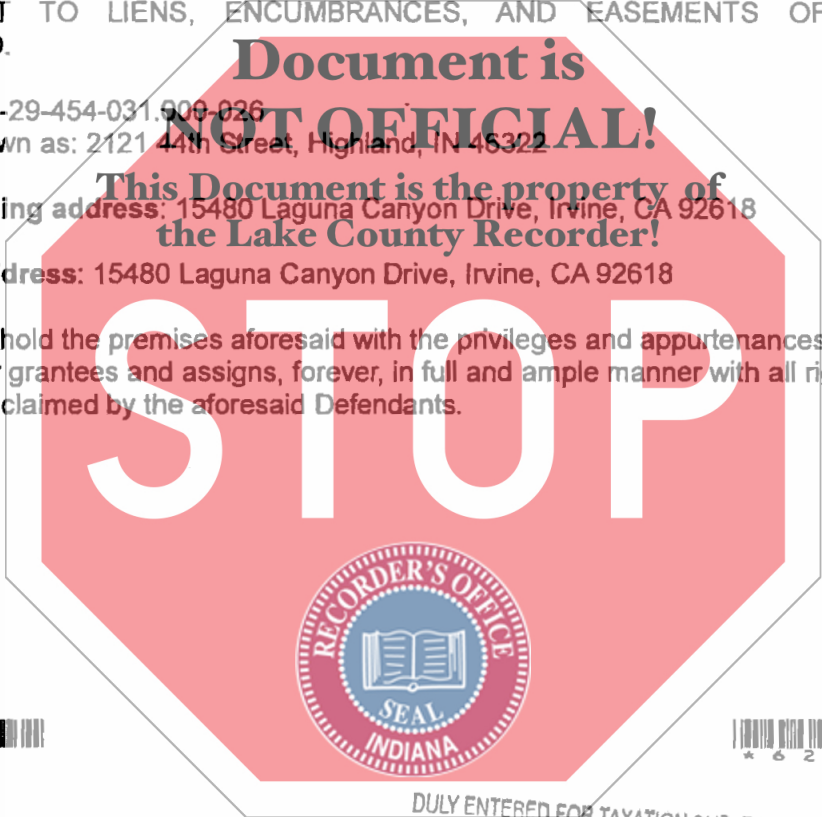 TO LIENS, ENCUMBRANCES, AND EASEMENTS OF
Document is
-29-454-031.000-026
NOT OFFICIAL!
wn as: 2121 44th Street, Highland, IN 46322
This Document is the property of
ing address: 15480 Laguna Canyon Drive, Irvine, CA 92618
the Lake County Recorder!
dress: 15480 Laguna Canyon Drive, Irvine, CA 92618
hold the premises aforesaid with the privileges and appurtenances
grantees and assigns, forever, in full and ample manner with all ri
claimed by the aforesaid Defendants.
STOP
RECORDER'S OFFICE
SEAL
INDIANA
* 6 2
DULY ENTERED FOR TAXATION